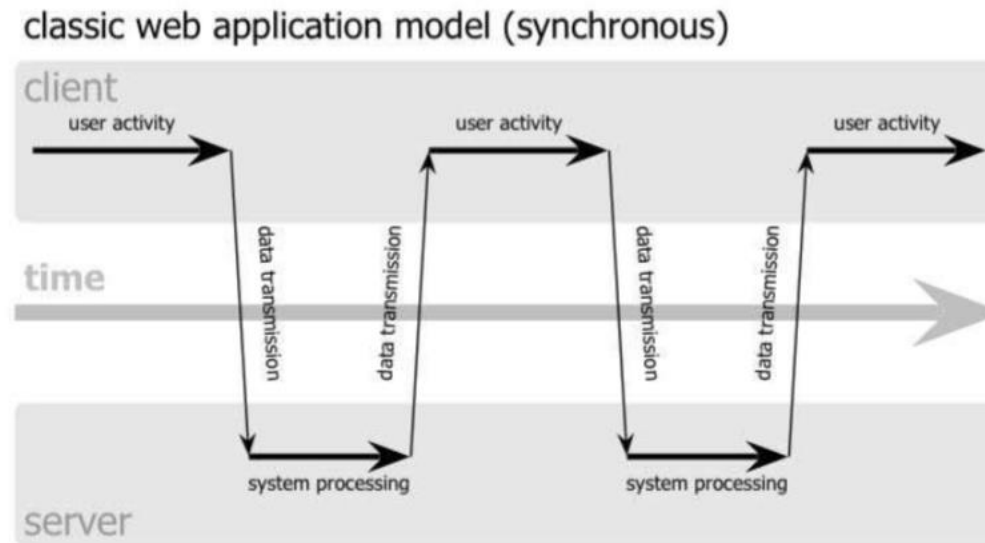 classic web application model (synchronous)
client
user activity
user activity
user activity
data transmission
data transmission
data transmission
data transmission
time
system processing
system processing
server